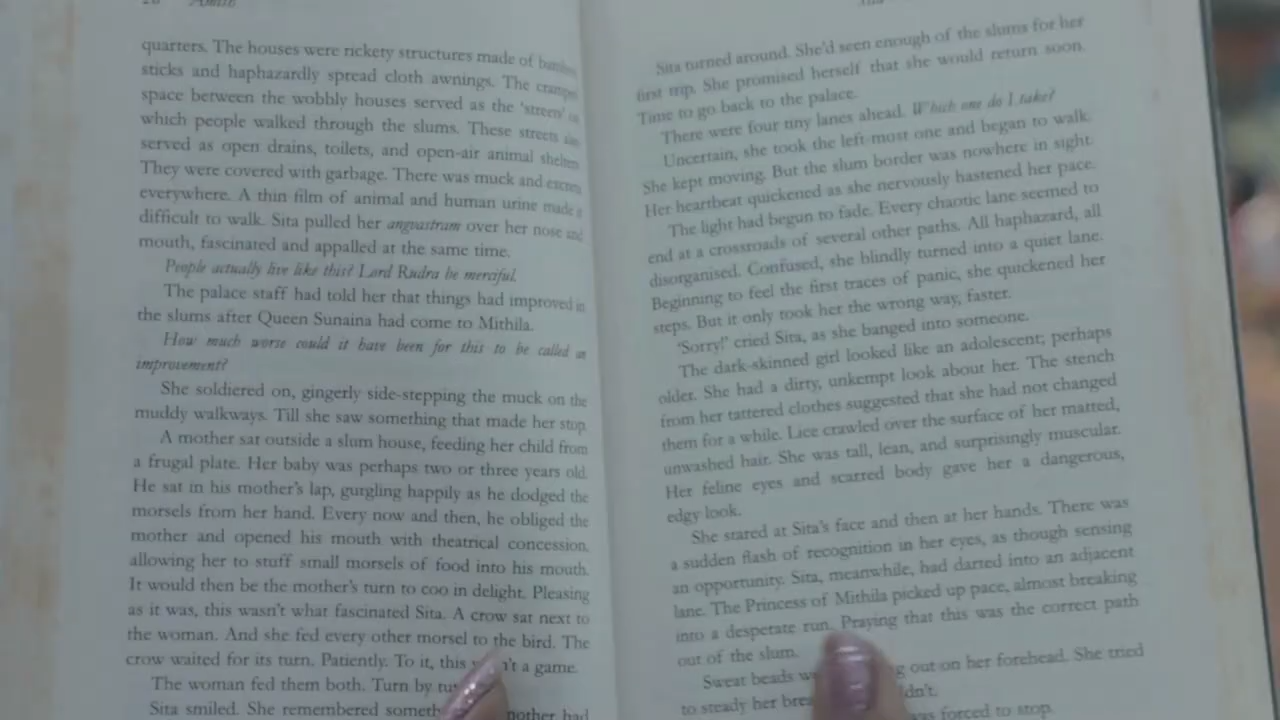 Amish
quarters. The houses were rickety structures made of bamboo
sticks and haphazardly spread cloth awnings. The cramped
space between the wobbly houses served as the 'streets' on
which people walked through the slums. These streets also
served as open drains, toilets, and open-air animal shelters.
They were covered with garbage. There was muck and excreta
everywhere. A thin film of animal and human urine made it
difficult to walk. Sita pulled her angvastram over her nose and
mouth, fascinated and appalled at the same time.
People actually live like this? Lord Rudra be merciful.
The palace staff had told her that things had improved in
the slums after Queen Sunaina had come to Mithila.
How much worse could it have been for this to be called an
improvement?
She soldiered on, gingerly side-stepping the muck on the
muddy walkways. Till she saw something that made her stop.
A mother sat outside a slum house, feeding her child from
a frugal plate. Her baby was perhaps two or three years old.
He sat in his mother's lap, gurgling happily as he dodged the
morsels from her hand. Every now and then, he obliged the
mother and opened his mouth with theatrical concession,
allowing her to stuff small morsels of food into his mouth.
It would then be the mother's turn to coo in delight. Pleasing
as it was, this wasn't what fascinated Sita. A crow sat next to
the woman. And she fed every other morsel to the bird. The
crow waited for its turn. Patiently. To it, this a game.
The woman fed them both. Turn by
Sita smiled. She remembered mother had
Sita turned around. She'd seen enough of the slums for her
first trip. She promised herself that she would return soon.
Time to go back to the palace.
There were four tiny lanes ahead. Which one do I take?
Uncertain, she took the left-most one and began to walk.
She kept moving. But the slum border was nowhere in sight.
Her heartbeat quickened as she nervously hastened her pace.
The light had begun to fade. Every chaotic lane seemed to
end at a crossroads of several other paths. All haphazard, all
disorganised. Confused, she blindly turned into a quiet lane.
Beginning to feel the first traces of panic, she quickened her
steps. But it only took her the wrong way, faster.
'Sorry!' cried Sita, as she banged into someone.
The dark-skinned girl looked like an adolescent; perhaps
older. She had a dirty, unkempt look about her. The stench
from her tattered clothes suggested that she had not changed
them for a while. Lice crawled over the surface of her matted,
unwashed hair. She was tall, lean, and surprisingly muscular.
Her feline eyes and scarred body gave her a dangerous,
edgy look.
She stared at Sita's face and then at her hands. There was
a sudden flash of recognition in her eyes, as though sensing
an opportunity. Sita, meanwhile, had darted into an adjacent
lane. The Princess of Mithila picked up pace, almost breaking
into a desperate run. Praying that this was the correct path
out of the slum.
Sweat beads out on her forehead. She tried
to steady her
forced to stop.